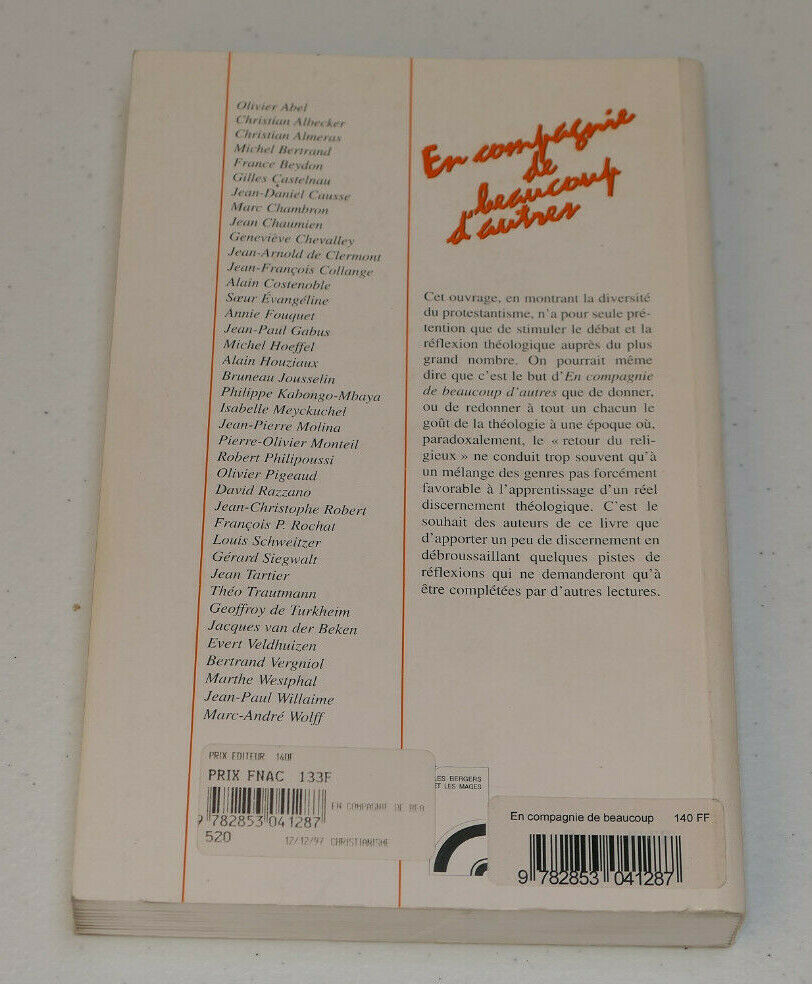 Olivier Abel
Christian Albecker
Christian Almeras
Michel Bertrand
France Beydon
Gilles Castelnau
Jean-Daniel Causse
Marc Chambron
Jean Chaumien
Geneviève Chevalley
Jean-Arnold de Clermont
Jean-François Collange
Alain Costenoble
Sœur Évangéline
Annie Fouquet
Jean-Paul Gabus
Michel Hoeffel
Alain Houziaux
Bruneau Jousselin
Philippe Kabongo-Mbaya
Isabelle Meyckuchel
Jean-Pierre Molina
Pierre-Olivier Monteil
Robert Philipoussi
Olivier Pigeaud
David Razzano
Jean-Christophe Robert
François P. Rochat
Louis Schweitzer
Gérard Siegwalt
Jean Tartier
Théo Trautmann
Geoffroy de Turkheim
Jacques van der Beken
Evert Veldhuizen
Bertrand Vergniol
Marthe Westphal
Jean-Paul Willaime
Marc-André Wolff
En compagnie
de
beaucoup
d'autres
Cet ouvrage, en montrant la diversité
du protestantisme, n'a pour seule pré-
tention que de stimuler le débat et la
réflexion théologique auprès du plus
grand nombre. On pourrait même
dire que c'est le but d'En compagnie
de beaucoup d'autres que de donner,
ou de redonner à tout un chacun le
goût de la théologie à une époque où,
paradoxalement, le « retour du reli-
gieux » ne conduit trop souvent qu'à
un mélange des genres pas forcément
favorable à l'apprentissage d'un réel
discernement théologique. C'est le
souhait des auteurs de ce livre que
d'apporter un peu de discernement en
débroussaillant quelques pistes de
réflexions qui ne demanderont qu'à
être complétées par d'autres lectures.
PRIX EDITEUR 140F
PRIX FNAC 133F
EN COMPAGNIE DE BEA
9 782853 041287
520
12/12/97 CHRISTIANISME
LES BERGERS
ET LES MAGES
En compagnie de beaucoup 140 FF
9 782853 041287